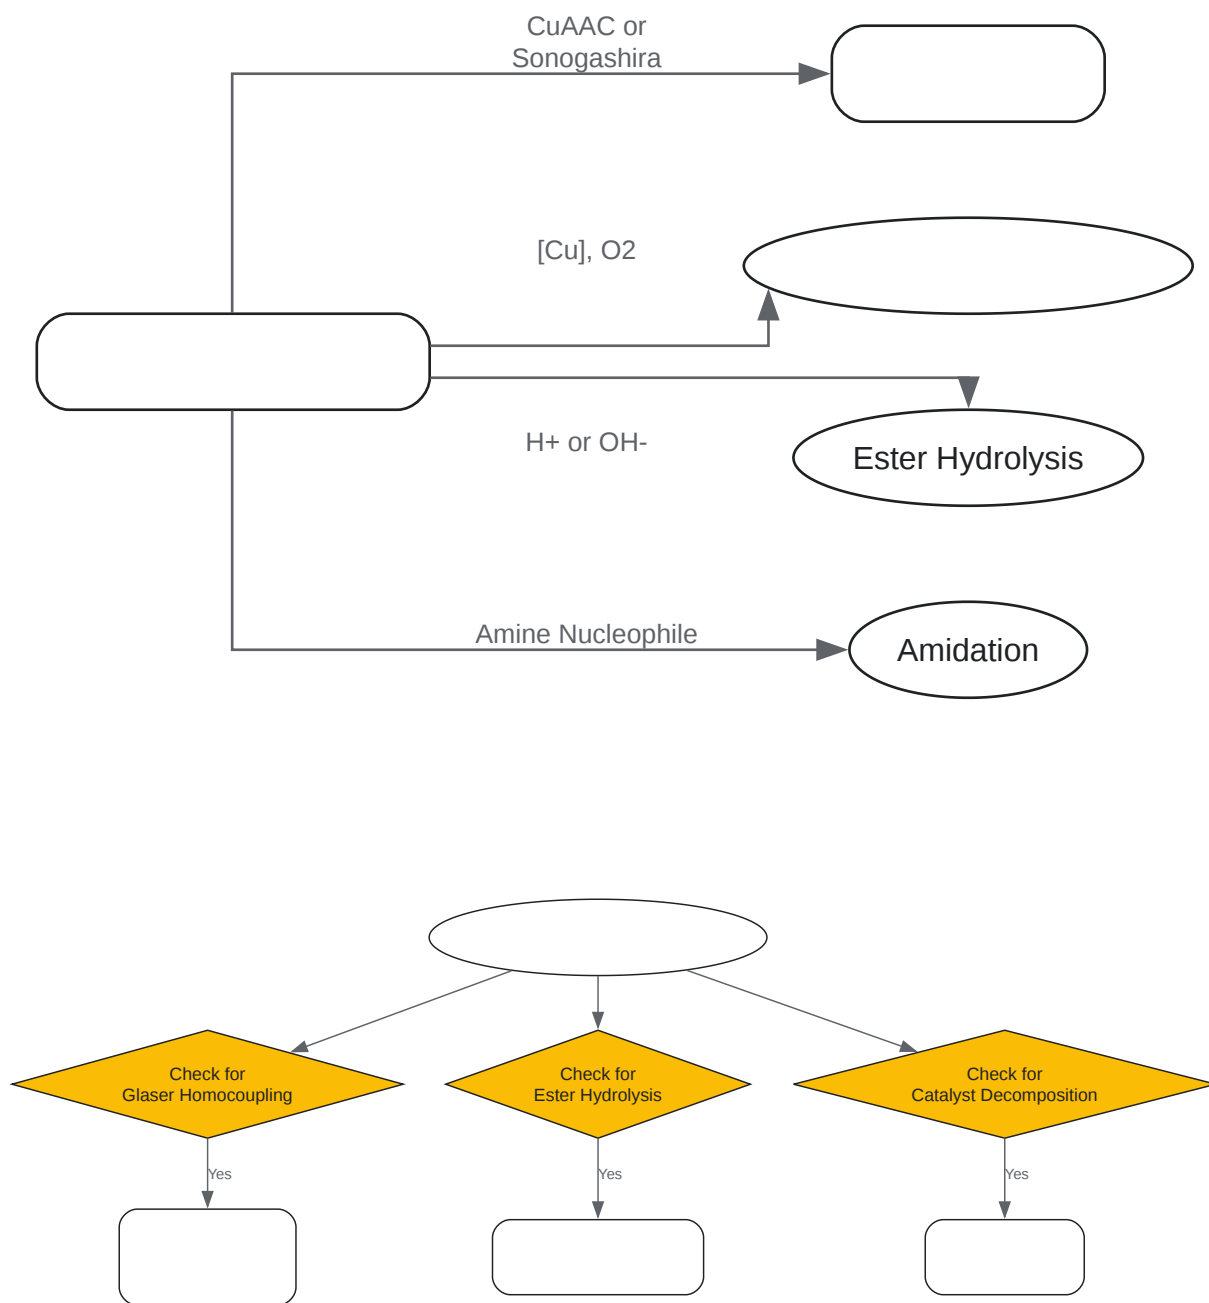 CuAAC or
Sonogashira
[Cu], O2
H+ or OH-
Ester Hydrolysis
Amine Nucleophile
Amidation
Check for
Glaser Homocoupling
Check for
Ester Hydrolysis
Check for
Catalyst Decomposition
Yes
Yes
Yes